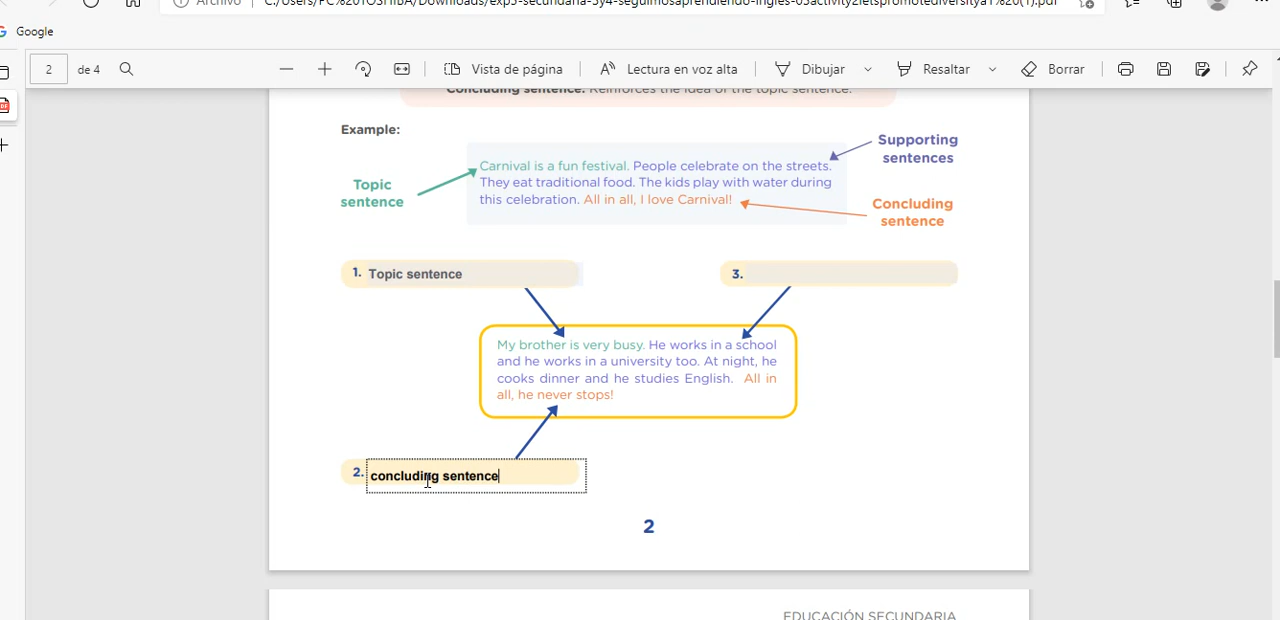 Archivo | C:/Users/PC%20TOSHIBA/Downloads/exp5-secundaria-3y4-seguimosaprendiendo-ingles-05activity2letspromotediversitya1%20(1).pdf
Google
2 de 4 Vista de página Lectura en voz alta Dibujar Resaltar Borrar
Concluding sentence: Reinforces the idea of the topic sentence.
Example:
Supporting
sentences
Carnival is a fun festival. People celebrate on the streets.
They eat traditional food. The kids play with water during
this celebration. All in all, I love Carnival!
Topic
sentence
Concluding
sentence
1. Topic sentence
3.
My brother is very busy. He works in a school
and he works in a university too. At night, he
cooks dinner and he studies English. All in
all, he never stops!
2. concluding sentence
2
EDUCACIÓN SECUNDARIA